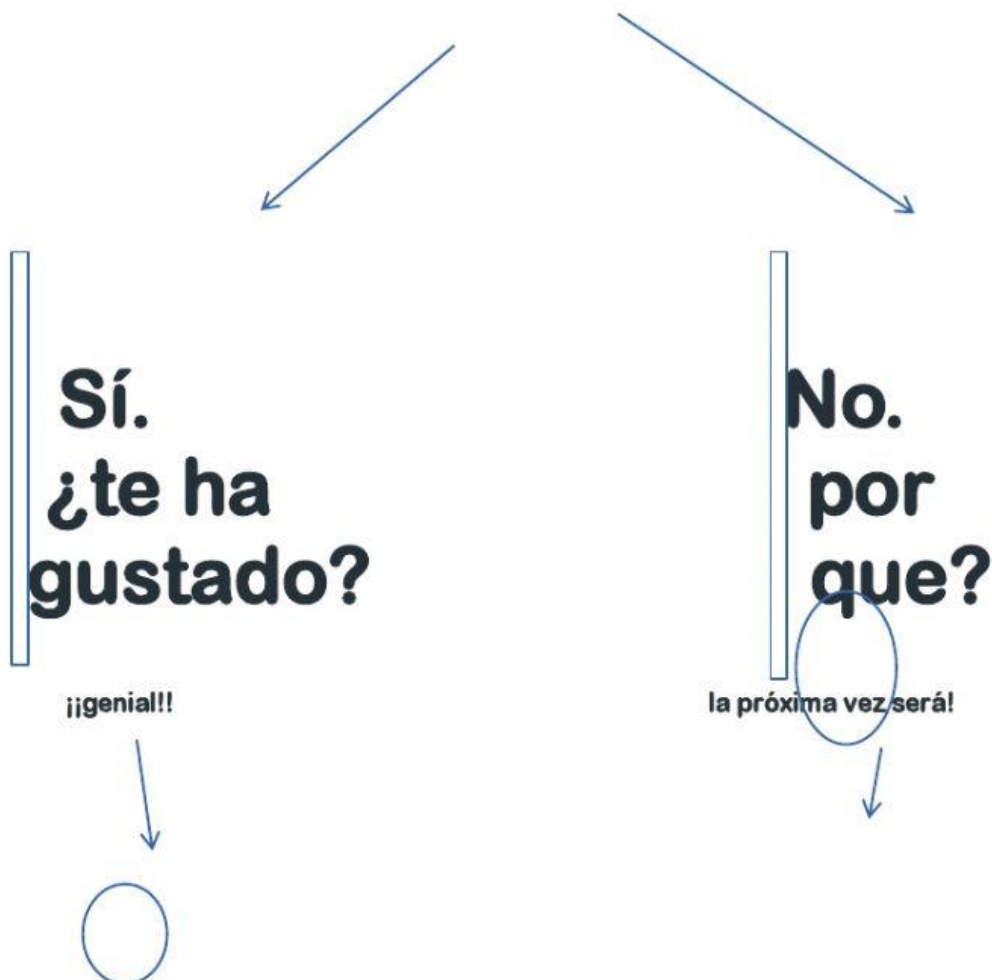 Sí.
¿te ha
gustado?
¡¡genial!!
No.
por
que?
la próxima vez será!